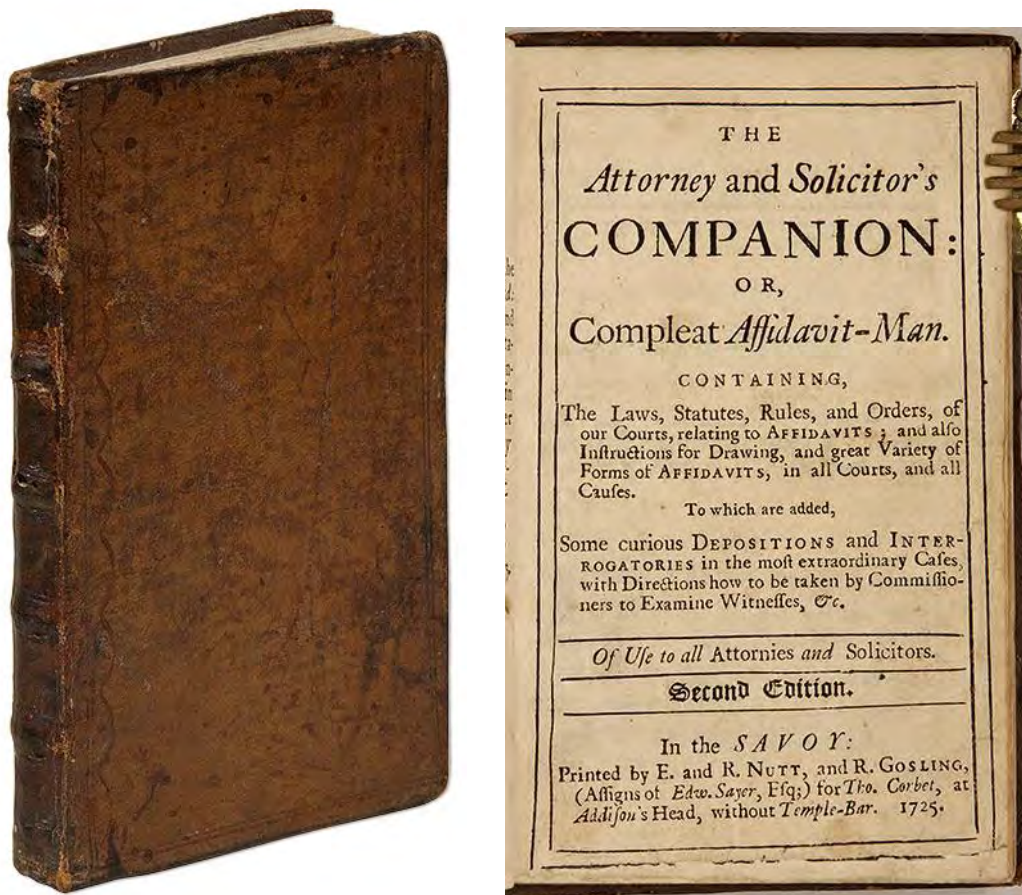 THE
Attorney and Solicitor's
COMPANION:
OR,
Compleat Affidavit-Man.
CONTAINING,
The Laws, Statutes, Rules, and Orders, of
our Courts, relating to AFFIDAVITS; and alſo
Inſtructions for Drawing, and great Variety of
Forms of AFFIDAVITS, in all Courts, and all
Cauſes.
To which are added,
Some curious DEPOSITIONS and INTER-
ROGATORIES in the moſt extraordinary Caſes,
with Directions how to be taken by Commiſſio-
ners to Examine Witneſſes, &c.
Of Uſe to all Attornies and Solicitors.
Second Edition.
In the SAVOY:
Printed by E. and R. NUTT, and R. GOSLING,
(Aſſigns of Edw. Sayer, Eſq;) for Tho. Corbet, at
Addiſon's Head, without Temple-Bar. 1725.